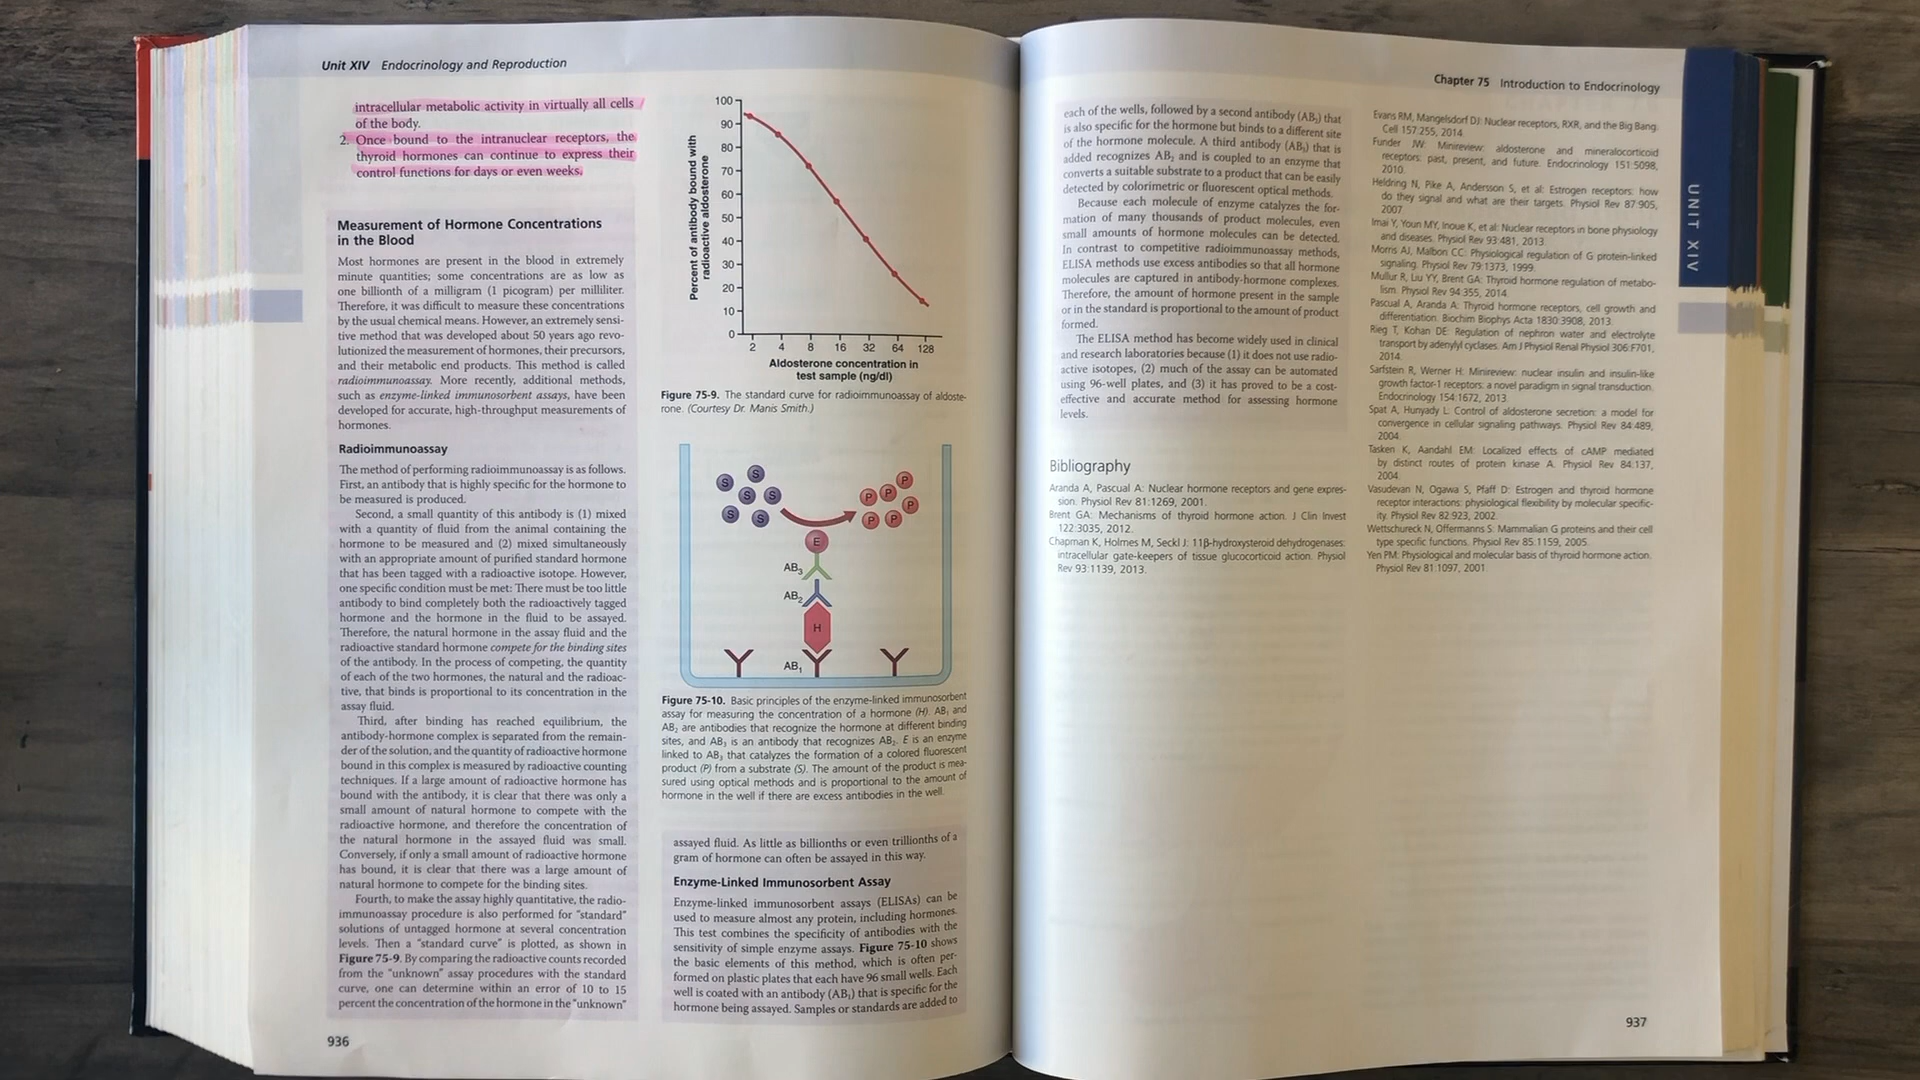 Unit XIV Endocrinology and Reproduction
intracellular metabolic activity in virtually all cells
of the body.
2. Once bound to the intranuclear receptors, the
thyroid hormones can continue to express their
control functions for days or even weeks.
Measurement of Hormone Concentrations
in the Blood
Most hormones are present in the blood in extremely
minute quantities; some concentrations are as low as
one billionth of a milligram (1 picogram) per milliliter.
Therefore, it was difficult to measure these concentrations
by the usual chemical means. However, an extremely sensi-
tive method that was developed about 50 years ago revo-
lutionized the measurement of hormones, their precursors,
and their metabolic end products. This method is called
radioimmunoassay. More recently, additional methods,
such as enzyme-linked immunosorbent assays, have been
developed for accurate, high-throughput measurements of
hormones.
Radioimmunoassay
The method of performing radioimmunoassay is as follows.
First, an antibody that is highly specific for the hormone to
be measured is produced.
Second, a small quantity of this antibody is (1) mixed
with a quantity of fluid from the animal containing the
hormone to be measured and (2) mixed simultaneously
with an appropriate amount of purified standard hormone
that has been tagged with a radioactive isotope. However,
one specific condition must be met: There must be too little
antibody to bind completely both the radioactively tagged
hormone and the hormone in the fluid to be assayed.
Therefore, the natural hormone in the assay fluid and the
radioactive standard hormone compete for the binding sites
of the antibody. In the process of competing, the quantity
of each of the two hormones, the natural and the radioac-
tive, that binds is proportional to its concentration in the
assay fluid.
Third, after binding has reached equilibrium, the
antibody-hormone complex is separated from the remain-
der of the solution, and the quantity of radioactive hormone
bound in this complex is measured by radioactive counting
techniques. If a large amount of radioactive hormone has
bound with the antibody, it is clear that there was only a
small amount of natural hormone to compete with the
radioactive hormone, and therefore the concentration of
the natural hormone in the assayed fluid was small.
Conversely, if only a small amount of radioactive hormone
has bound, it is clear that there was a large amount of
natural hormone to compete for the binding sites.
Fourth, to make the assay highly quantitative, the radio-
immunoassay procedure is also performed for "standard"
solutions of untagged hormone at several concentration
levels. Then a "standard curve" is plotted, as shown in
Figure 75-9. By comparing the radioactive counts recorded
from the "unknown" assay procedures with the standard
curve, one can determine within an error of 10 to 15
percent the concentration of the hormone in the "unknown"
936
Percent of antibody bound with
radioactive aldosterone
100
90
80
70
60
50
40
30
20
10
0
2 4 8 16 32 64 128
Aldosterone concentration in
test sample (ng/dl)
Figure 75-9. The standard curve for radioimmunoassay of aldoste-
rone. (Courtesy Dr. Manis Smith.)
S S S S S S
P P P P P P
E
AB3
AB2
H
AB1
Figure 75-10. Basic principles of the enzyme-linked immunosorbent
assay for measuring the concentration of a hormone (H). AB1 and
AB2 are antibodies that recognize the hormone at different binding
sites, and AB3 is an antibody that recognizes AB2. E is an enzyme
linked to AB3 that catalyzes the formation of a colored fluorescent
product (P) from a substrate (S). The amount of the product is mea-
sured using optical methods and is proportional to the amount of
hormone in the well if there are excess antibodies in the well.
assayed fluid. As little as billionths or even trillionths of a
gram of hormone can often be assayed in this way.
Enzyme-Linked Immunosorbent Assay
Enzyme-linked immunosorbent assays (ELISAs) can be
used to measure almost any protein, including hormones.
This test combines the specificity of antibodies with the
sensitivity of simple enzyme assays. Figure 75-10 shows
the basic elements of this method, which is often per-
formed on plastic plates that each have 96 small wells. Each
well is coated with an antibody (AB1) that is specific for the
hormone being assayed. Samples or standards are added to
Chapter 75 Introduction to Endocrinology
each of the wells, followed by a second antibody (AB2) that
is also specific for the hormone but binds to a different site
of the hormone molecule. A third antibody (AB3) that is
added recognizes AB2 and is coupled to an enzyme that
converts a suitable substrate to a product that can be easily
detected by colorimetric or fluorescent optical methods.
Because each molecule of enzyme catalyzes the for-
mation of many thousands of product molecules, even
small amounts of hormone molecules can be detected.
In contrast to competitive radioimmunoassay methods,
ELISA methods use excess antibodies so that all hormone
molecules are captured in antibody-hormone complexes.
Therefore, the amount of hormone present in the sample
or in the standard is proportional to the amount of product
formed.
The ELISA method has become widely used in clinical
and research laboratories because (1) it does not use radio-
active isotopes, (2) much of the assay can be automated
using 96-well plates, and (3) it has proved to be a cost-
effective and accurate method for assessing hormone
levels.
Bibliography
Aranda A, Pascual A: Nuclear hormone receptors and gene expres-
sion. Physiol Rev 81:1269, 2001.
Brent GA: Mechanisms of thyroid hormone action. J Clin Invest
122:3035, 2012.
Chapman K, Holmes M, Seckl J: 11β-hydroxysteroid dehydrogenases:
intracellular gate-keepers of tissue glucocorticoid action. Physiol
Rev 93:1139, 2013.
Evans RM, Mangelsdorf DJ: Nuclear receptors, RXR, and the Big Bang.
Cell 157:255, 2014.
Funder JW: Minireview: aldosterone and mineralocorticoid
receptors: past, present, and future. Endocrinology 151:5098,
2010.
Heldring N, Pike A, Andersson S, et al: Estrogen receptors: how
do they signal and what are their targets. Physiol Rev 87:905,
2007.
Imai Y, Youn MY, Inoue K, et al: Nuclear receptors in bone physiology
and diseases. Physiol Rev 93:481, 2013.
Morris AJ, Malbon CC: Physiological regulation of G protein-linked
signaling. Physiol Rev 79:1373, 1999.
Mullur R, Liu YY, Brent GA: Thyroid hormone regulation of metabo-
lism. Physiol Rev 94:355, 2014.
Pascual A, Aranda A: Thyroid hormone receptors, cell growth and
differentiation. Biochim Biophys Acta 1830:3908, 2013.
Rieg T, Kohan DE: Regulation of nephron water and electrolyte
transport by adenylyl cyclases. Am J Physiol Renal Physiol 306:F701,
2014.
Sarfstein R, Werner H: Minireview: nuclear insulin and insulin-like
growth factor-1 receptors: a novel paradigm in signal transduction.
Endocrinology 154:1672, 2013.
Spat A, Hunyady L: Control of aldosterone secretion: a model for
convergence in cellular signaling pathways. Physiol Rev 84:489,
2004.
Tasken K, Aandahl EM: Localized effects of cAMP mediated
by distinct routes of protein kinase A. Physiol Rev 84:137,
2004.
Vasudevan N, Ogawa S, Pfaff D: Estrogen and thyroid hormone
receptor interactions: physiological flexibility by molecular specific-
ity. Physiol Rev 82:923, 2002.
Wettschureck N, Offermanns S: Mammalian G proteins and their cell
type specific functions. Physiol Rev 85:1159, 2005.
Yen PM: Physiological and molecular basis of thyroid hormone action.
Physiol Rev 81:1097, 2001
UNIT XIV
937